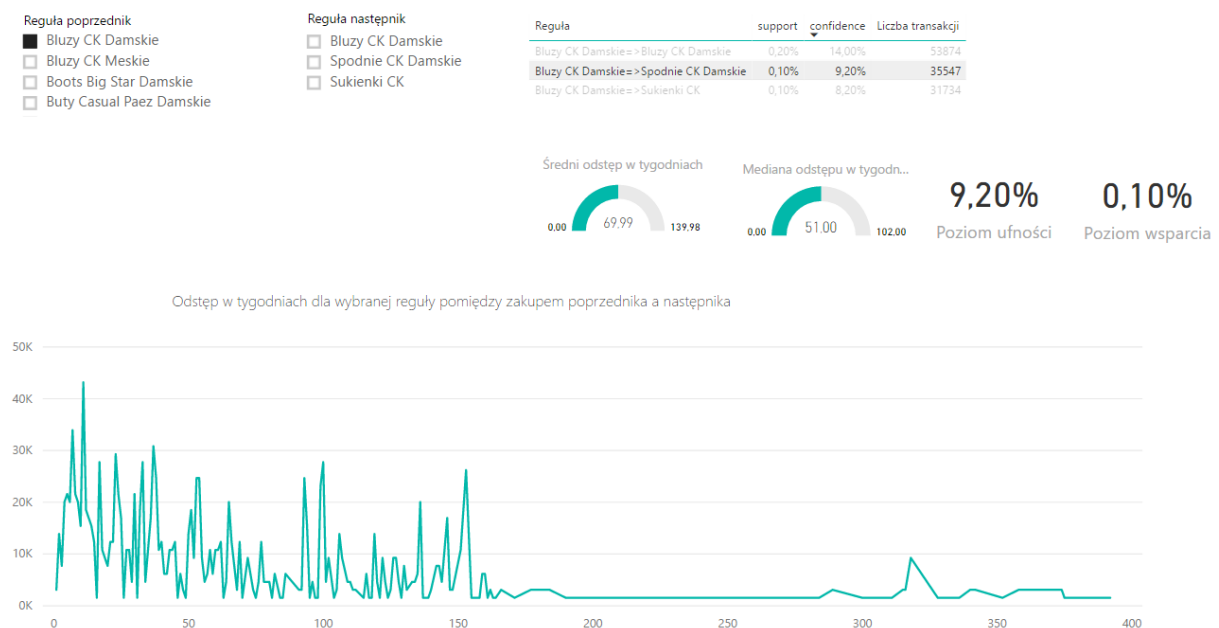 Reguła poprzednik
Bluzy CK Damskie
Bluzy CK Meskie
Boots Big Star Damskie
Buty Casual Paez Damskie
Reguła następnik
Bluzy CK Damskie
Spodnie CK Damskie
Sukienki CK
Reguła support confidence Liczba transakcji
Bluzy CK Damskie=>Bluzy CK Damskie 0,20% 14,00% 53874
Bluzy CK Damskie=>Spodnie CK Damskie 0,10% 9,20% 35547
Bluzy CK Damskie=>Sukienki CK 0,10% 8,20% 31734
Średni odstęp w tygodniach
0.00 69.99 139.98
Mediana odstępu w tygodn...
0.00 51.00 102.00
9,20%
Poziom ufności
0,10%
Poziom wsparcia
Odstęp w tygodniach dla wybranej reguły pomiędzy zakupem poprzednika a następnika
50K
40K
30K
20K
10K
0K
0 50 100 150 200 250 300 350 400